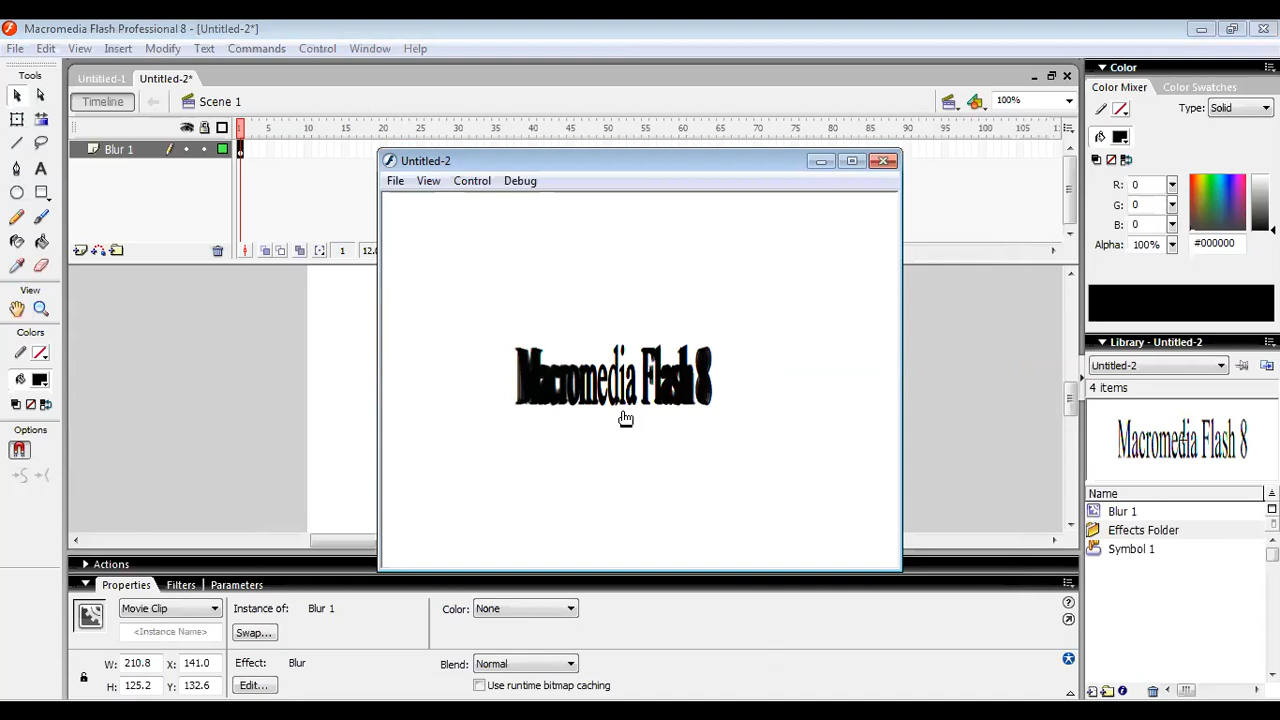 Macromedia Flash Professional 8 - [Untitled-2*]
File Edit View Insert Modify Text Commands Control Window Help
Tools
Untitled-1 Untitled-2*
Timeline Scene 1 100%
1 5 10 15 20 25 30 35 40 45 50 55 60 65 70 75 80 85 90 95 100 105
Blur 1
1 12.0
View
Colors
Options
Untitled-2
File View Control Debug
Macromedia Flash 8
Color
Color Mixer Color Swatches
Type: Solid
R: 0
G: 0
B: 0
Alpha: 100% #000000
Library - Untitled-2
Untitled-2
4 items
Macromedia Flash 8
Name
Blur 1
Effects Folder
Symbol 1
Actions
Properties Filters Parameters
Movie Clip Instance of: Blur 1 Color: None
<Instance Name> Swap...
W: 210.8 X: 141.0 Effect: Blur Blend: Normal
H: 125.2 Y: 132.6 Edit... Use runtime bitmap caching